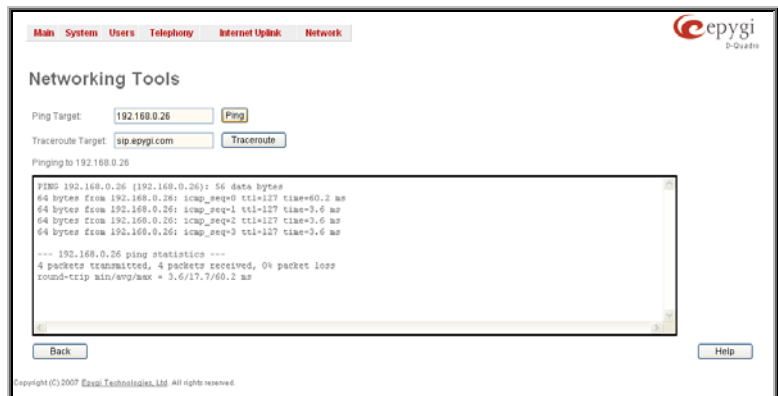 Main System Users Telephony Internet Uplink Network
epygi
D-Quadro
Networking Tools
Ping Target: 192.168.0.26 Ping
Traceroute Target: sip.epygi.com Traceroute
Pinging to 192.168.0.26
PING 192.168.0.26 (192.168.0.26): 56 data bytes
64 bytes from 192.168.0.26: icmp_seq=0 ttl=127 time=60.2 ms
64 bytes from 192.168.0.26: icmp_seq=1 ttl=127 time=3.6 ms
64 bytes from 192.168.0.26: icmp_seq=2 ttl=127 time=3.6 ms
64 bytes from 192.168.0.26: icmp_seq=3 ttl=127 time=3.6 ms
--- 192.168.0.26 ping statistics ---
4 packets transmitted, 4 packets received, 0% packet loss
round-trip min/avg/max = 3.6/17.7/60.2 ms
Back Help
Copyright (C) 2007 Epygi Technologies, Ltd. All rights reserved.